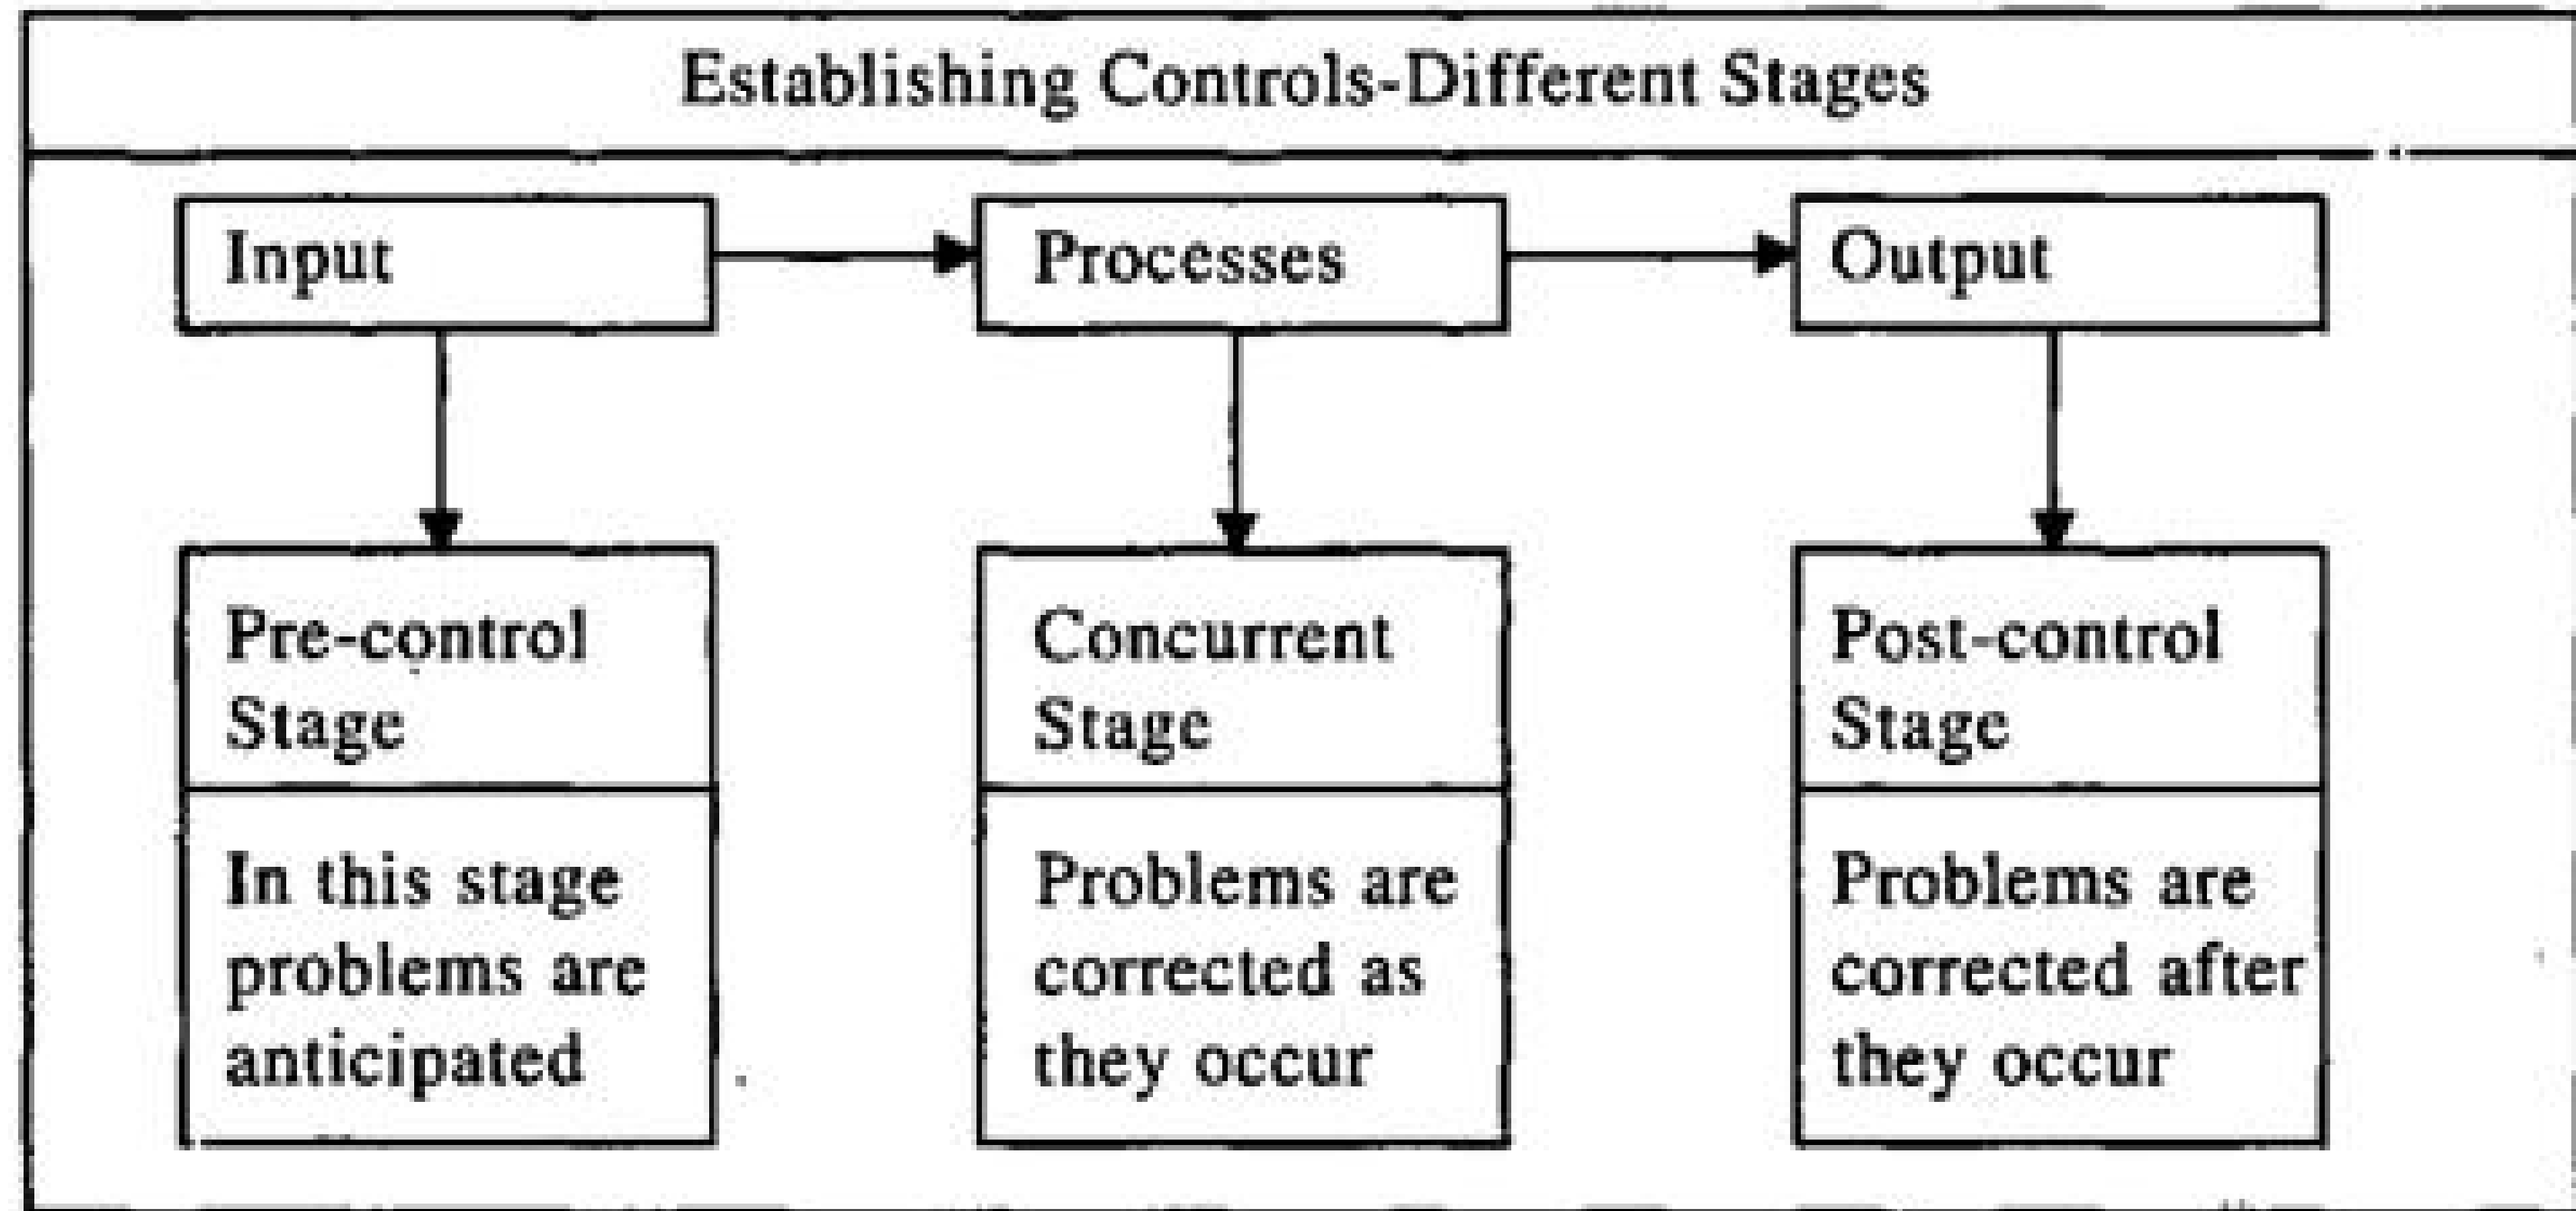 Establishing Controls-Different Stages
Input
Processes
Output
Pre-control
Stage
In this stage
problems are
anticipated
Concurrent
Stage
Problems are
corrected as
they occur
Post-control
Stage
Problems are
corrected after
they occur